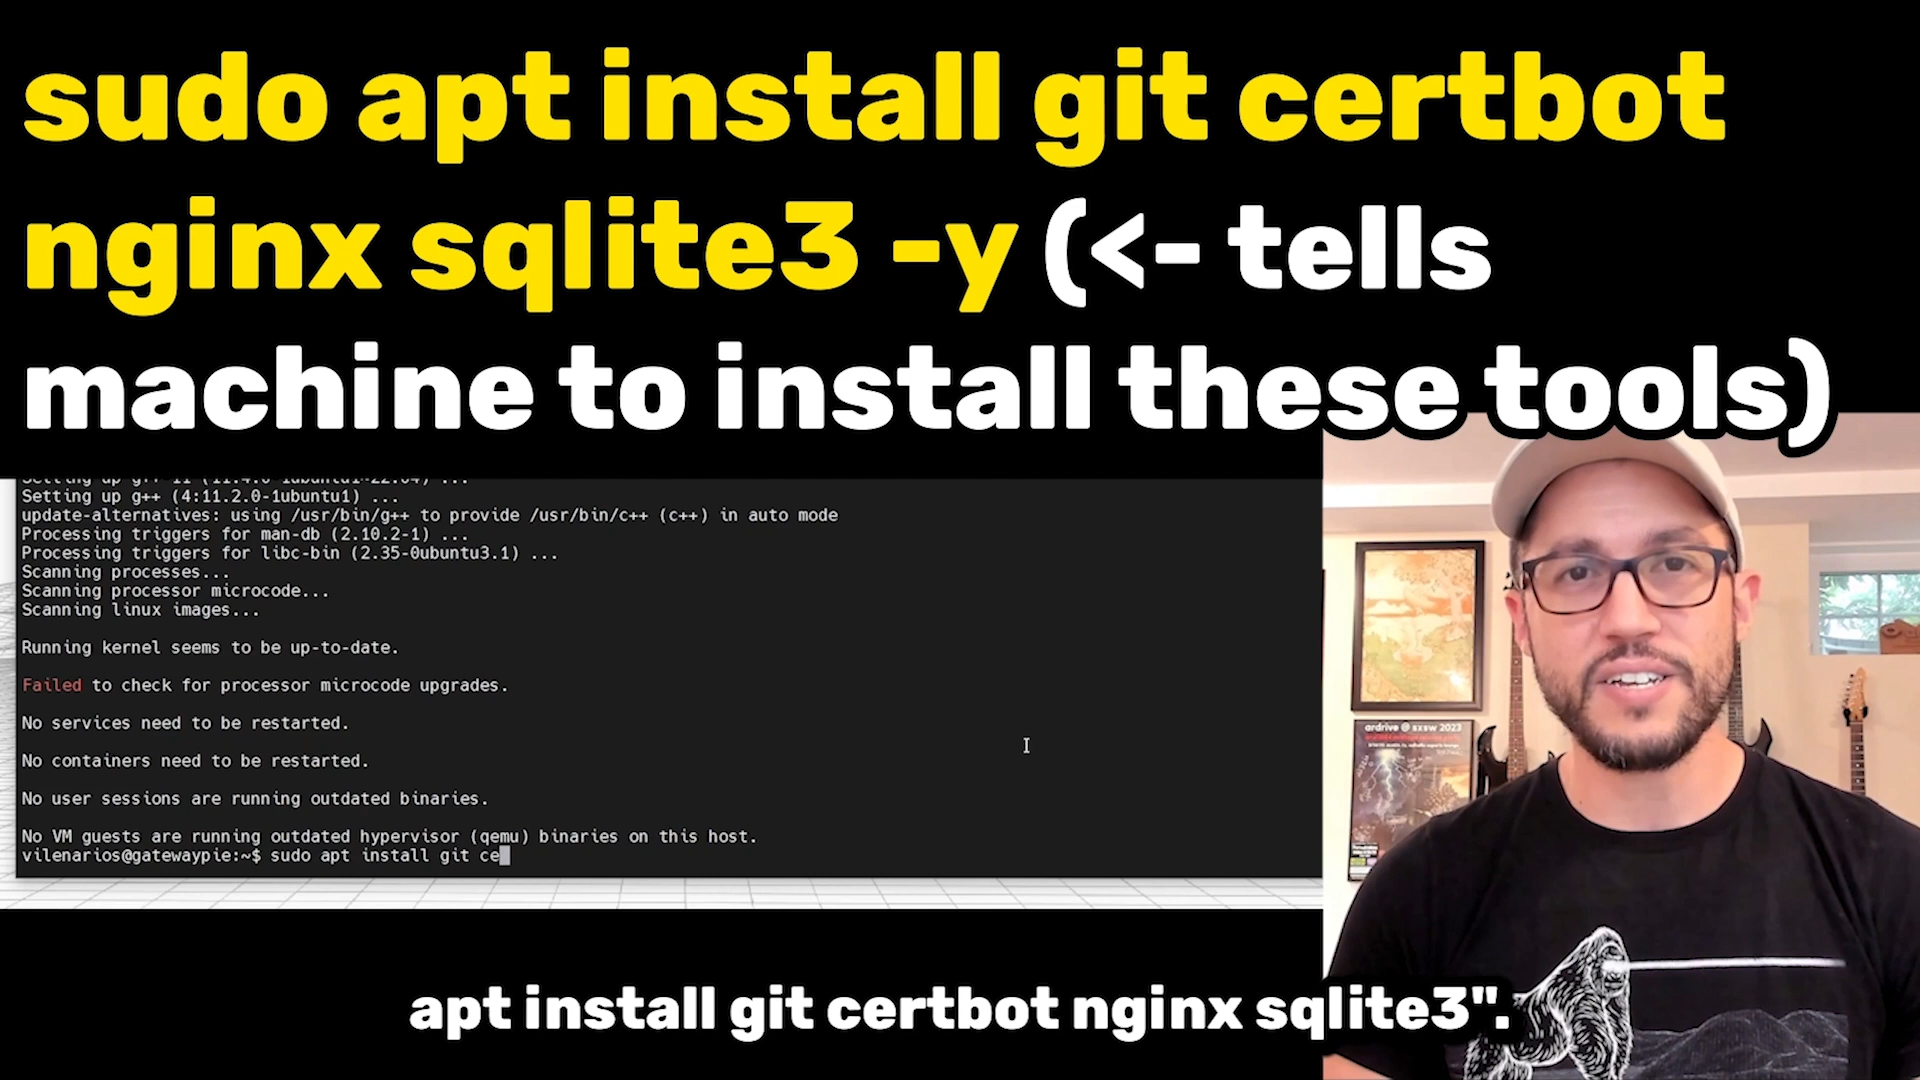 sudo apt install git certbot
nginx sqlite3 -y (<- tells
machine to install these tools)
Setting up g++ (4:11.2.0-1ubuntu1) ...
update-alternatives: using /usr/bin/g++ to provide /usr/bin/c++ (c++) in auto mode
Processing triggers for man-db (2.10.2-1) ...
Processing triggers for libc-bin (2.35-0ubuntu3.1) ...
Scanning processes...
Scanning processor microcode...
Scanning linux images...
Running kernel seems to be up-to-date.
Failed to check for processor microcode upgrades.
No services need to be restarted.
No containers need to be restarted.
No user sessions are running outdated binaries.
No VM guests are running outdated hypervisor (qemu) binaries on this host.
vilenarios@gatewaypie:~$ sudo apt install git ce
ardrive @ sxsw 2023
apt install git certbot nginx sqlite3".